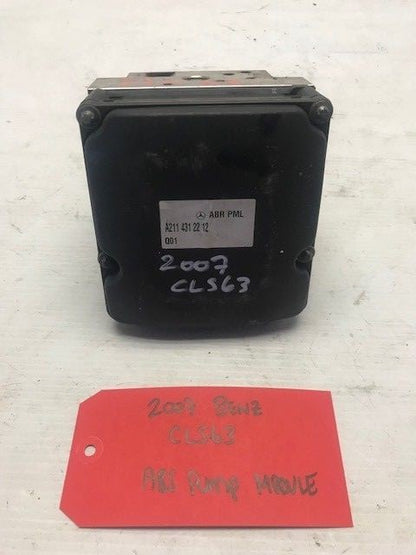 ABR PML
A211 431 22 12
Q01
2007
CLS63
2007 BENZ
CLS63
ABS PUMP MODULE